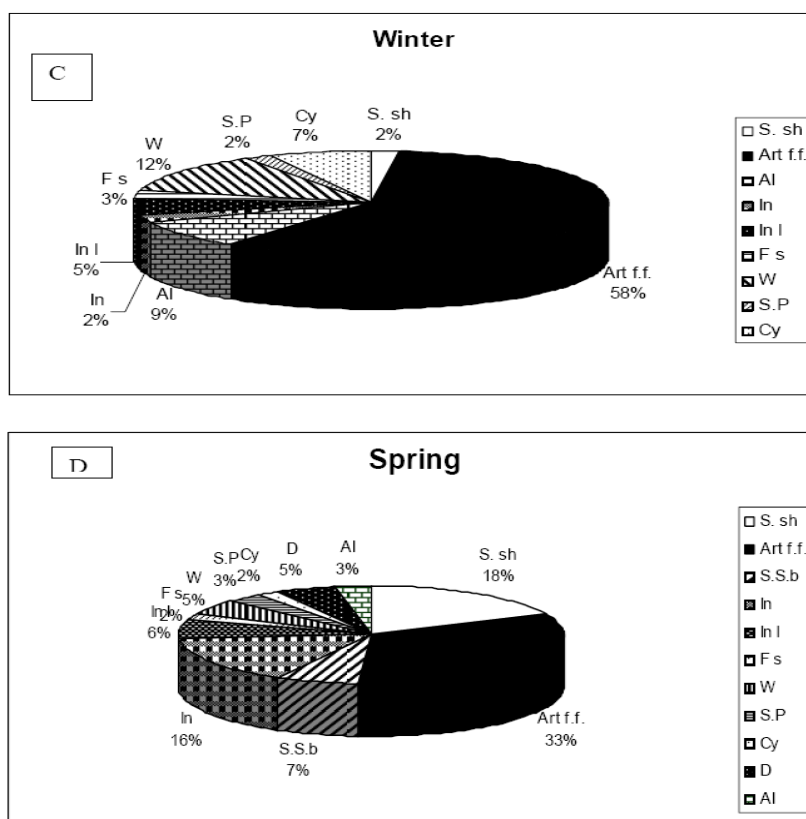 Winter
C
S. sh
2%
Art f.f.
58%
Al
9%
In
2%
In l
5%
F s
3%
W
12%
S.P
2%
Cy
7%
S. sh
Art f.f.
Al
In
In l
F s
W
S.P
Cy
Spring
D
S. sh
18%
Art f.f.
33%
S.S.b
7%
In
16%
In l
6%
F s
2%
W
5%
S.P
3%
Cy
2%
D
5%
Al
3%
S. sh
Art f.f.
S.S.b
In
In l
F s
W
S.P
Cy
D
Al